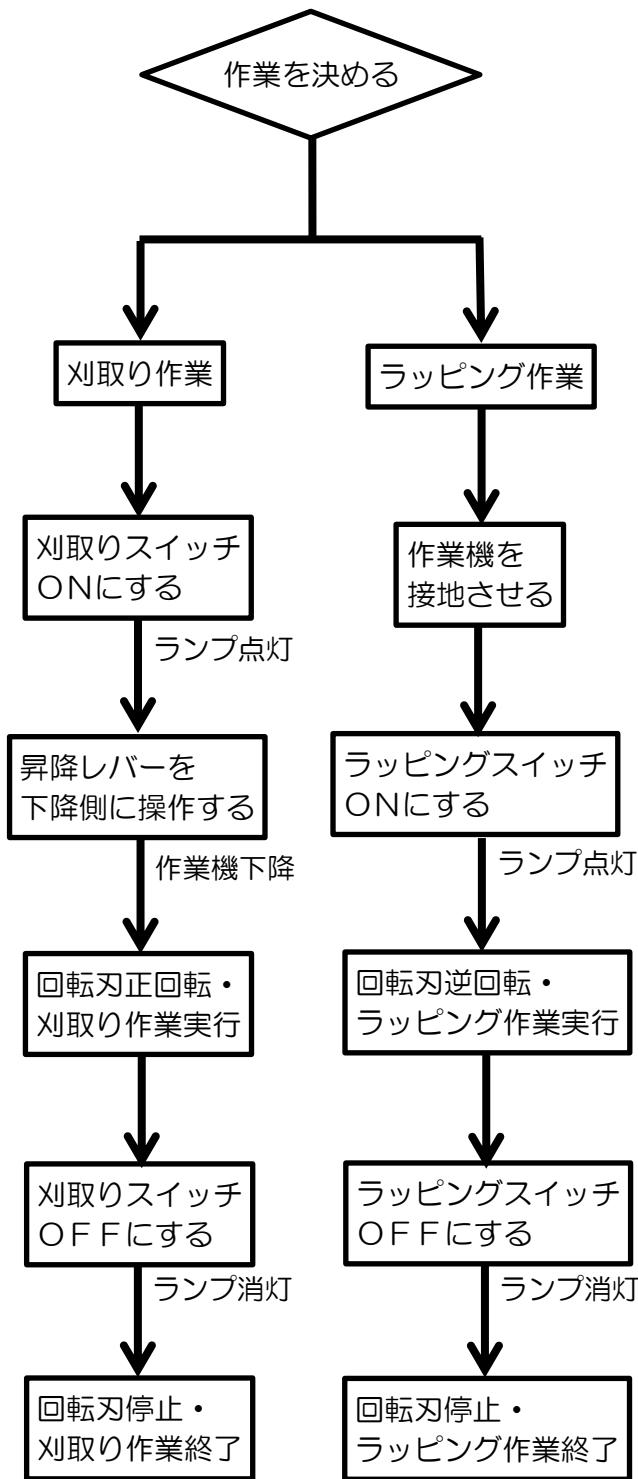 作業を決める
刈取り作業
刈取りスイッチ
ＯＮにする
ランプ点灯
昇降レバーを
下降側に操作する
作業機下降
回転刃正回転・
刈取り作業実行
刈取りスイッチ
ＯＦＦにする
ランプ消灯
回転刃停止・
刈取り作業終了
ラッピング作業
作業機を
接地させる
ラッピングスイッチ
ＯＮにする
ランプ点灯
回転刃逆回転・
ラッピング作業実行
ラッピングスイッチ
ＯＦＦにする
ランプ消灯
回転刃停止・
ラッピング作業終了